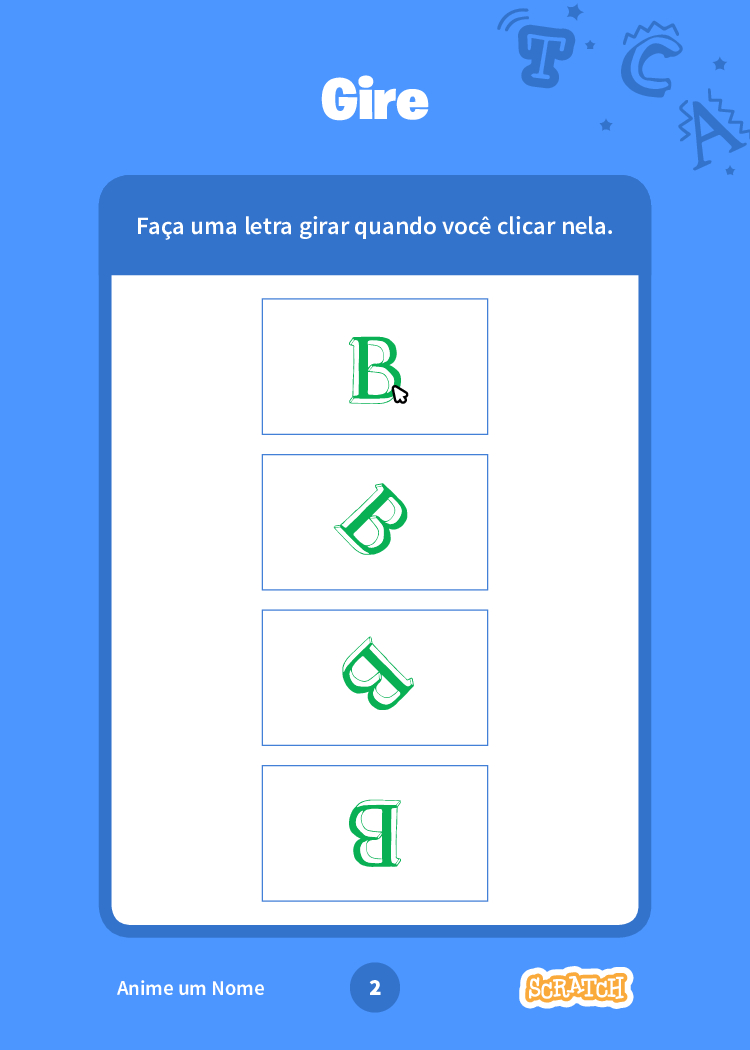 T
C
A
Gire
Faça uma letra girar quando você clicar nela.
B
B
B
B
Anime um Nome
2
SCRATCH